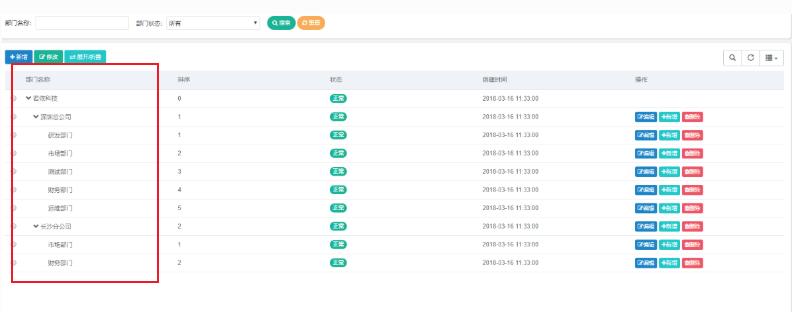 部门名称: 部门状态: 所有 搜索 重置
新增 修改 展开/折叠
部门名称 排序 状态 创建时间 操作
若依科技 0 正常 2018-03-16 11:33:00
深圳总公司 1 正常 2018-03-16 11:33:00 编辑 新增 删除
研发部门 1 正常 2018-03-16 11:33:00 编辑 新增 删除
市场部门 2 正常 2018-03-16 11:33:00 编辑 新增 删除
测试部门 3 正常 2018-03-16 11:33:00 编辑 新增 删除
财务部门 4 正常 2018-03-16 11:33:00 编辑 新增 删除
运维部门 5 正常 2018-03-16 11:33:00 编辑 新增 删除
长沙分公司 2 正常 2018-03-16 11:33:00 编辑 新增 删除
市场部门 1 正常 2018-03-16 11:33:00 编辑 新增 删除
财务部门 2 正常 2018-03-16 11:33:00 编辑 新增 删除